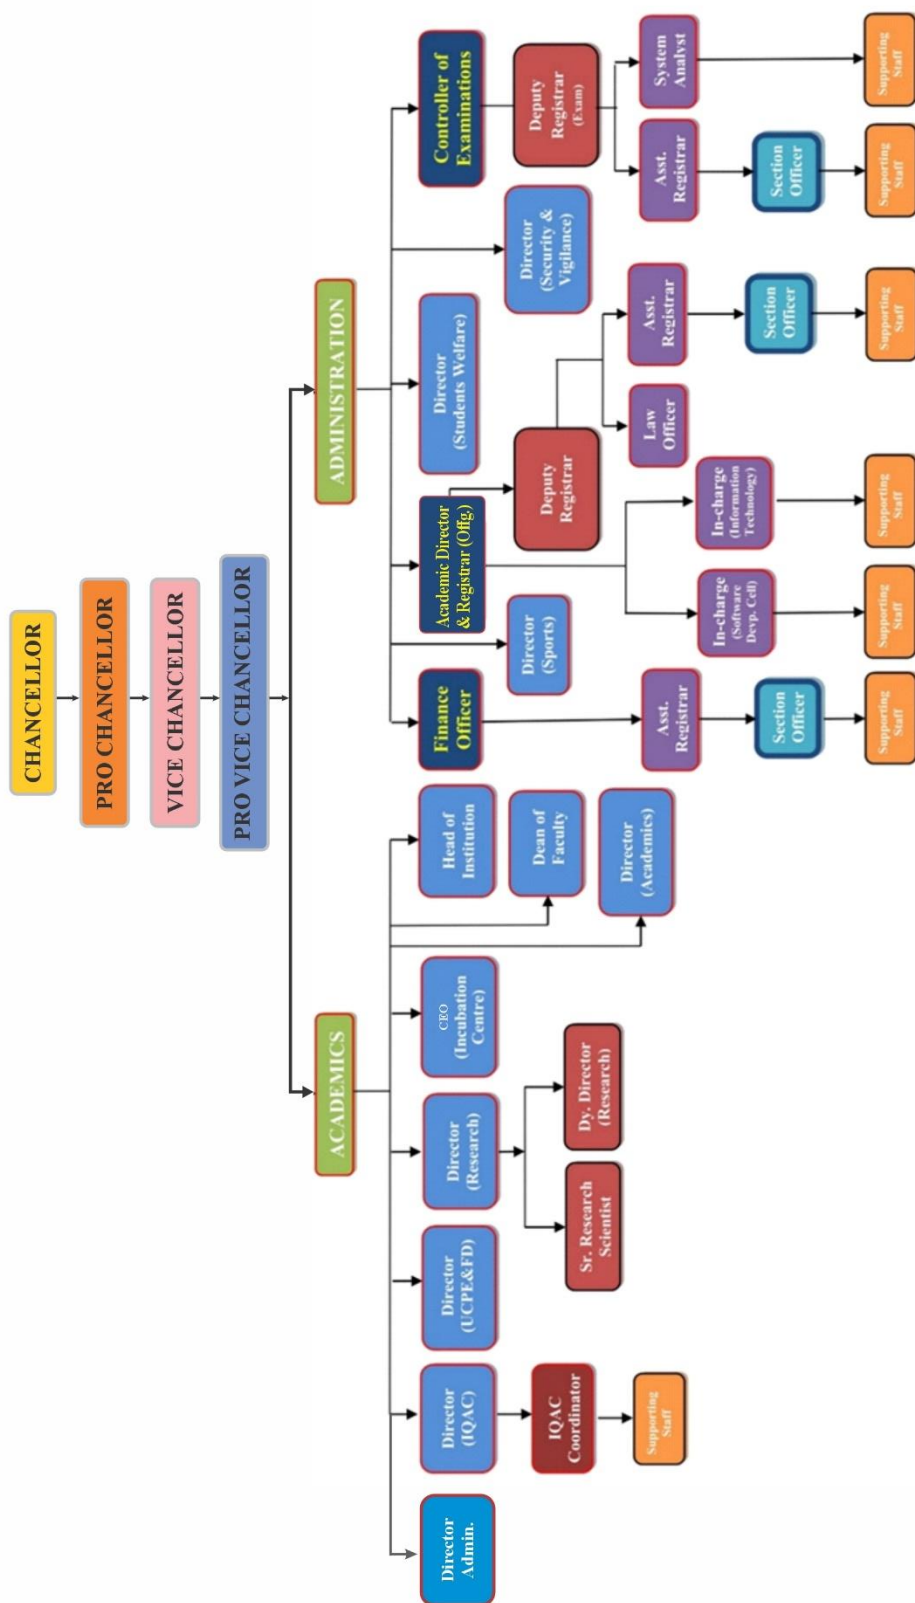 CHANCELLOR
PRO CHANCELLOR
VICE CHANCELLOR
PRO VICE CHANCELLOR
ACADEMICS
ADMINISTRATION
Director
Admin.
Director
(IQAC)
Director
(UCPE&FD)
Director
(Research)
CEO
(Incubation
Centre)
Head of
Institution
Dean of
Faculty
Director
(Academics)
IQAC
Coordinator
Supporting
Staff
Sr. Research
Scientist
Dy. Director
(Research)
Finance
Officer
Director
(Sports)
Academic Director
& Registrar (Offg.)
Director
(Students Welfare)
Director
(Security &
Vigilance)
Controller of
Examinations
Deputy
Registrar
Deputy
Registrar
(Exam)
Asst.
Registrar
In-charge
(Software
Devp. Cell)
In-charge
(Information
Technology)
Law
Officer
Asst.
Registrar
Asst.
Registrar
System
Analyst
Section
Officer
Section
Officer
Section
Officer
Supporting
Staff
Supporting
Staff
Supporting
Staff
Supporting
Staff
Supporting
Staff
Supporting
Staff